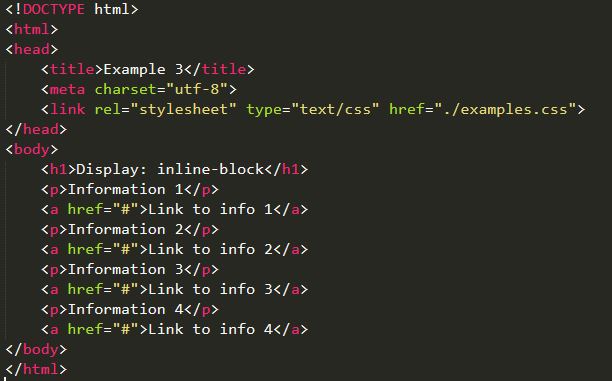 <!DOCTYPE html>
<html>
<head>
    <title>Example 3</title>
    <meta charset="utf-8">
    <link rel="stylesheet" type="text/css" href="./examples.css">
</head>
<body>
    <h1>Display: inline-block</h1>
    <p>Information 1</p>
    <a href="#">Link to info 1</a>
    <p>Information 2</p>
    <a href="#">Link to info 2</a>
    <p>Information 3</p>
    <a href="#">Link to info 3</a>
    <p>Information 4</p>
    <a href="#">Link to info 4</a>
</body>
</html>